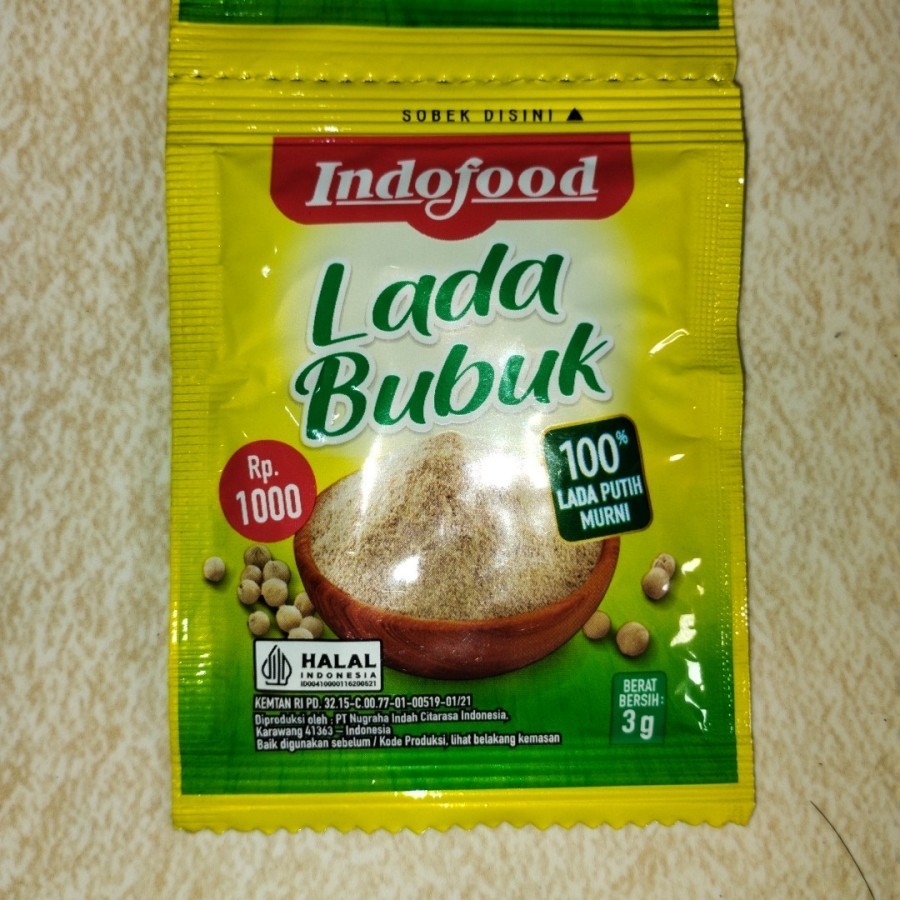 SOBEK DISINI ▲
Indofood
Lada
Bubuk
Rp.
1000
100%
LADA PUTIH
MURNI
HALAL
INDONESIA
ID00410000116200521
KEMTAN RI PD. 32.15-C.00.77-01-00519-01/21
Diproduksi oleh : PT Nugraha Indah Citarasa Indonesia.
Karawang 41363 – Indonesia
Baik digunakan sebelum / Kode Produksi, lihat belakang kemasan
BERAT
BERSIH:
3 g